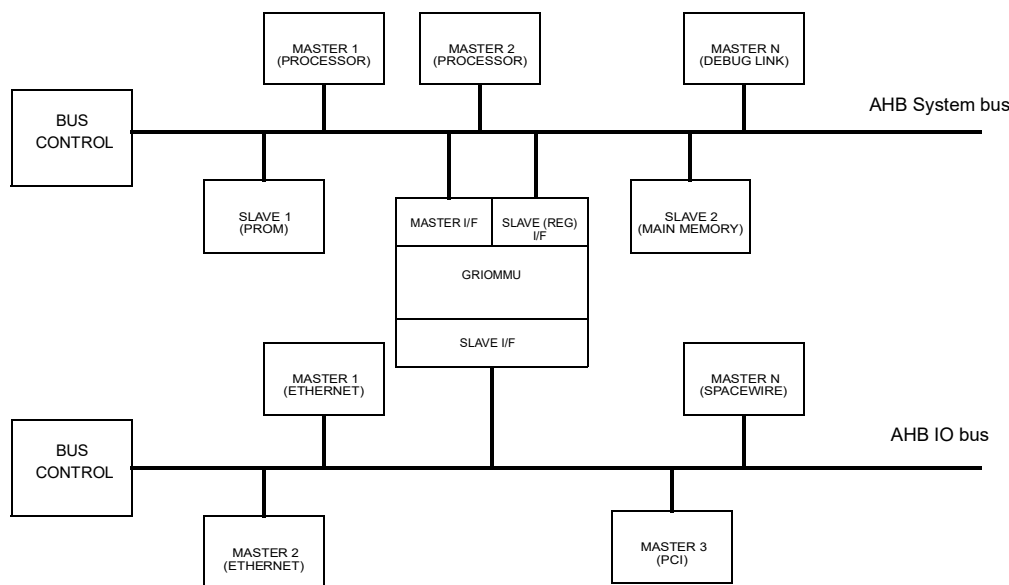 MASTER 1
(PROCESSOR)
MASTER 2
(PROCESSOR)
MASTER N
(DEBUG LINK)
AHB System bus
BUS
CONTROL
SLAVE 1
(PROM)
MASTER I/F
SLAVE (REG)
I/F
SLAVE 2
(MAIN MEMORY)
GRIOMMU
SLAVE I/F
MASTER 1
(ETHERNET)
MASTER N
(SPACEWIRE)
AHB IO bus
BUS
CONTROL
MASTER 2
(ETHERNET)
MASTER 3
(PCI)